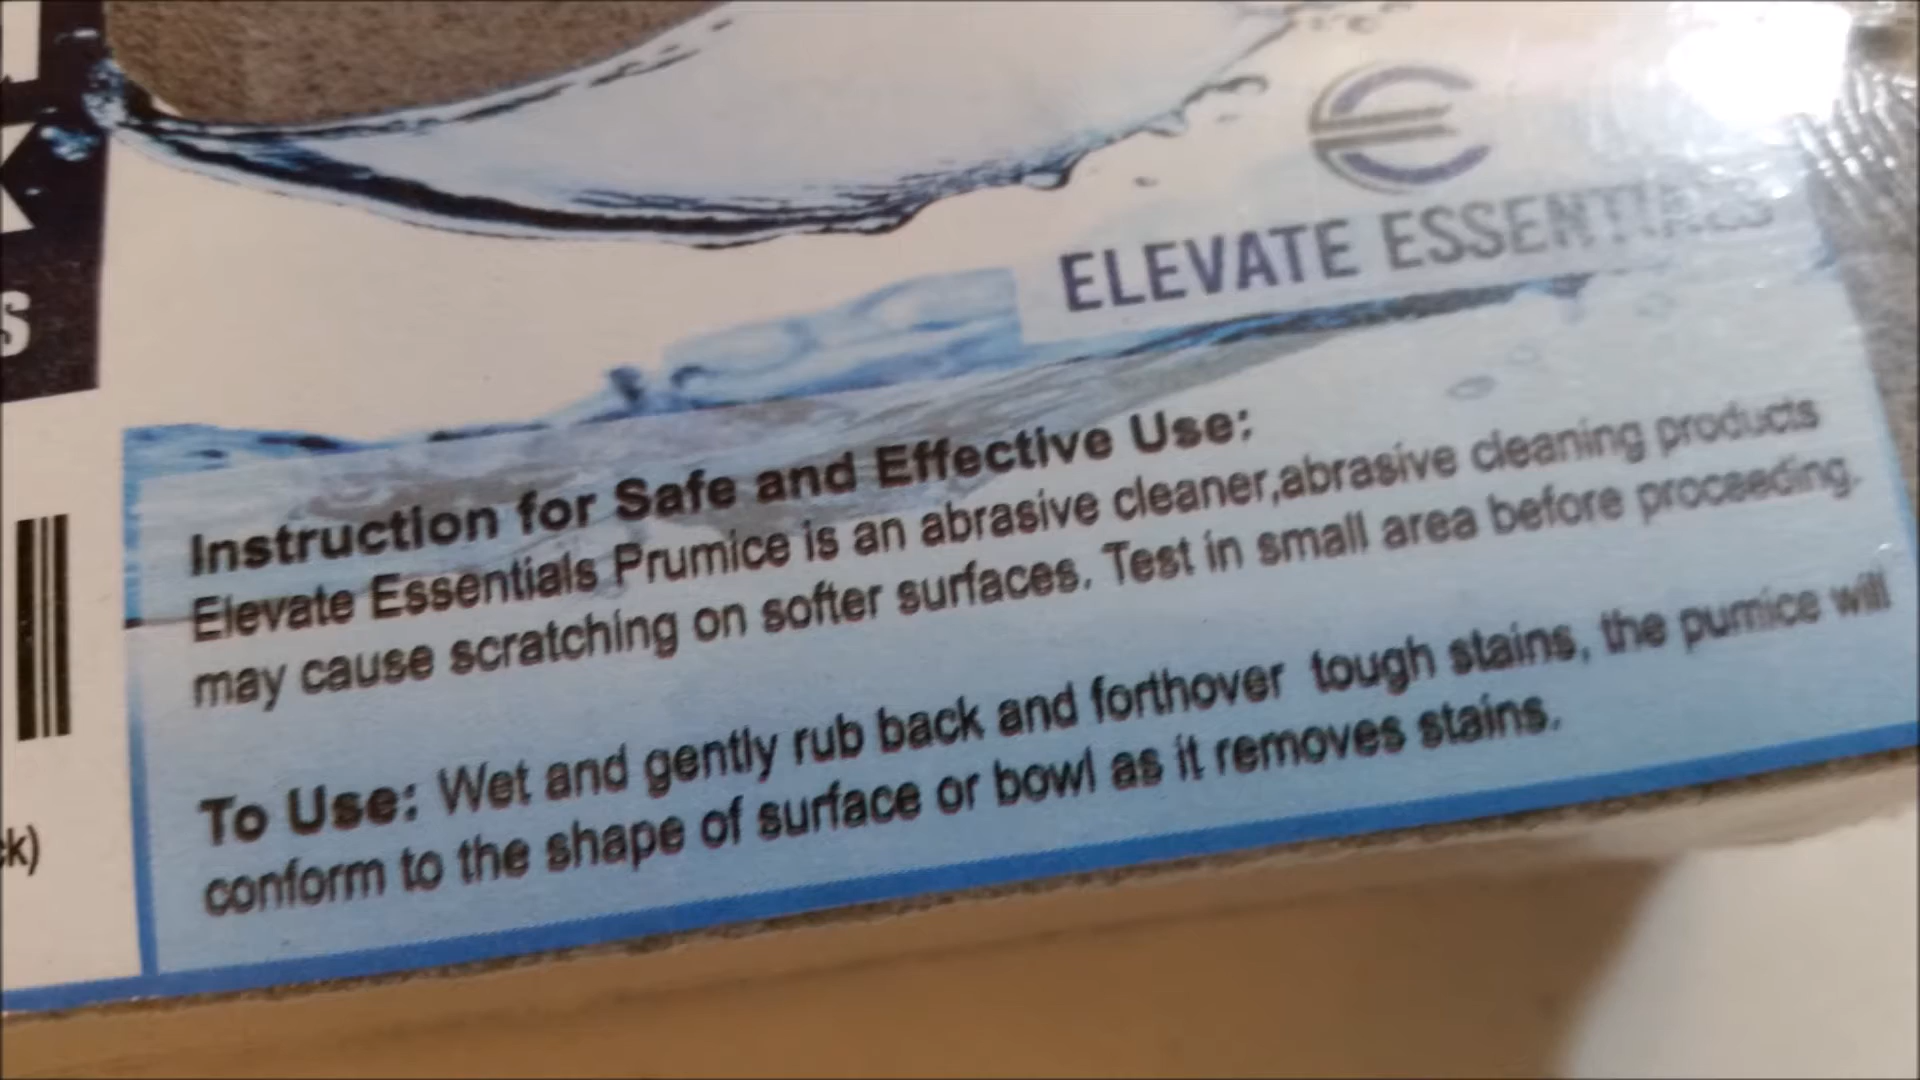 ELEVATE ESSENTIALS
Instruction for Safe and Effective Use:
Elevate Essentials Prumice is an abrasive cleaner,abrasive cleaning products
may cause scratching on softer surfaces. Test in small area before proceeding.
To Use: Wet and gently rub back and forthover tough stains, the pumice will
conform to the shape of surface or bowl as it removes stains.
K
S
k)